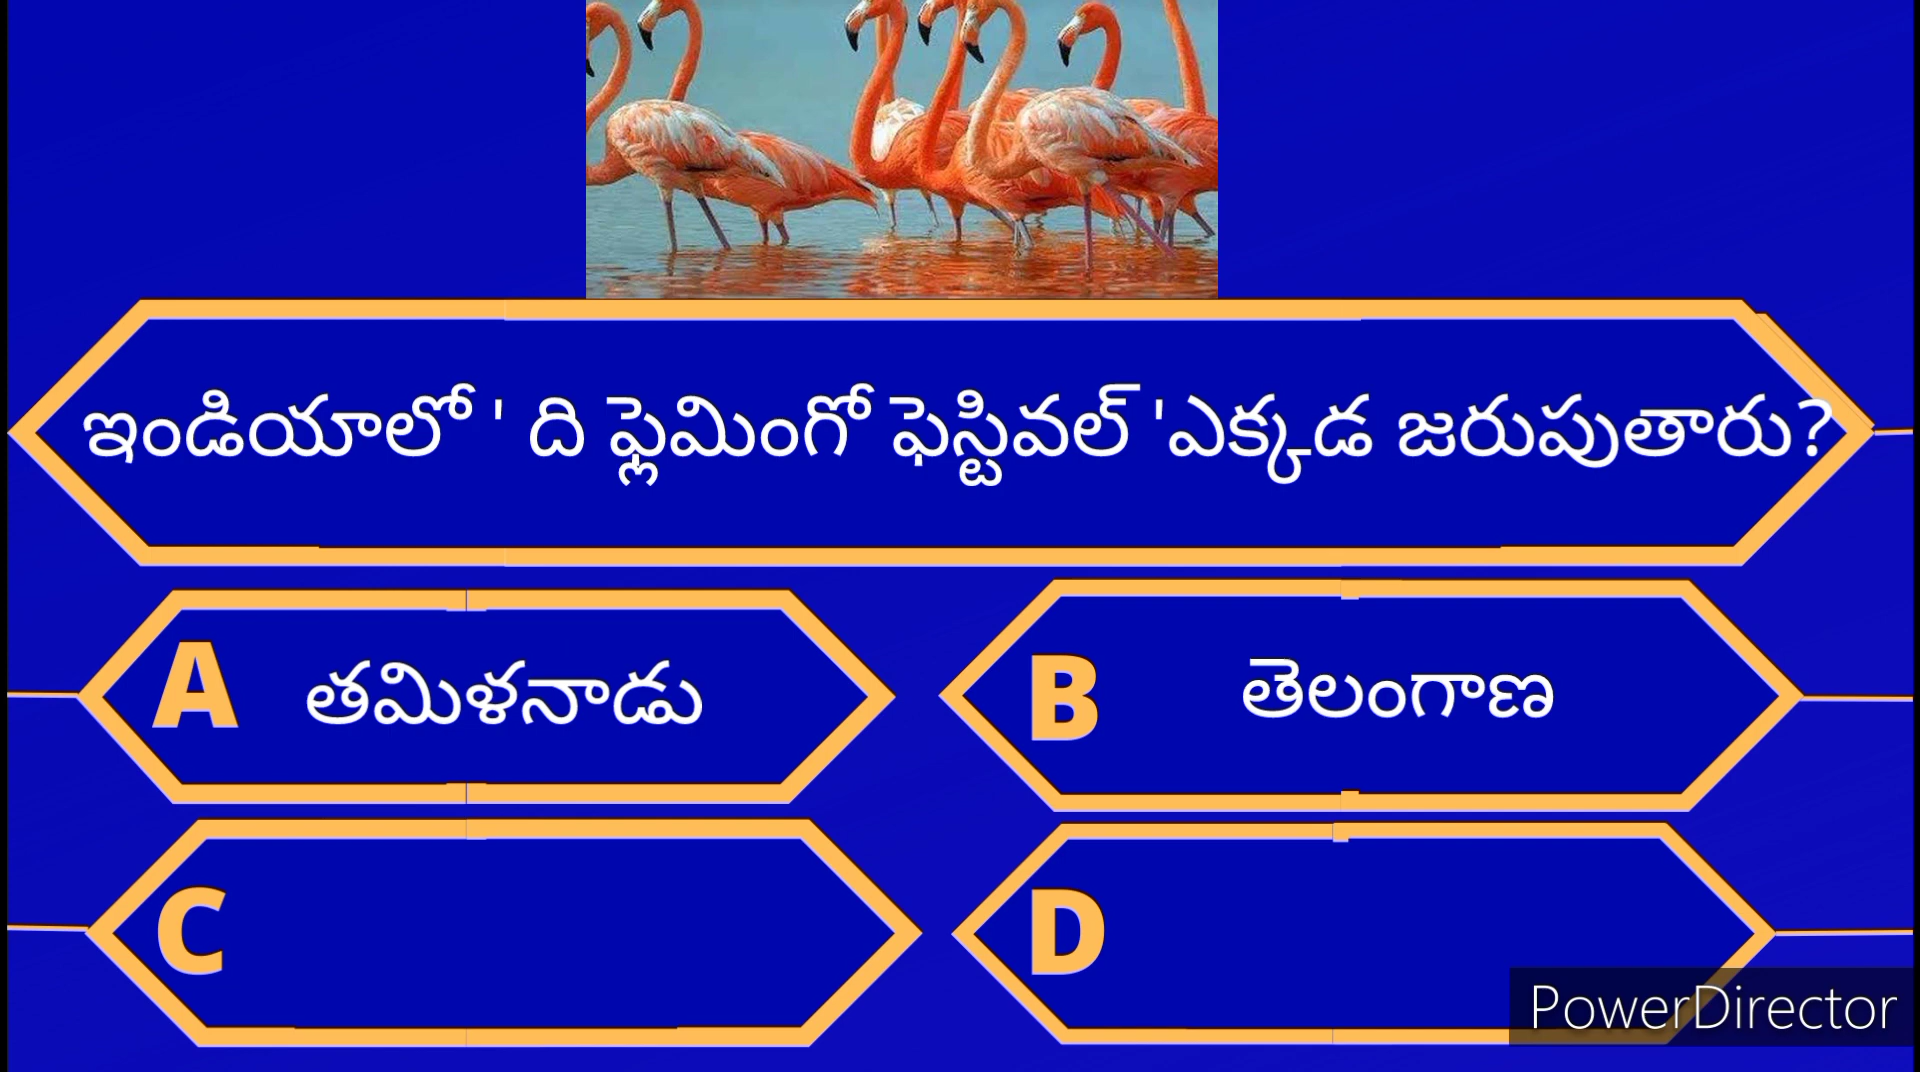 ఇండియాలో ' ది ఫ్లెమింగో ఫెస్టివల్ 'ఎక్కడ జరుపుతారు?
A తమిళనాడు
B తెలంగాణ
C
D
PowerDirector